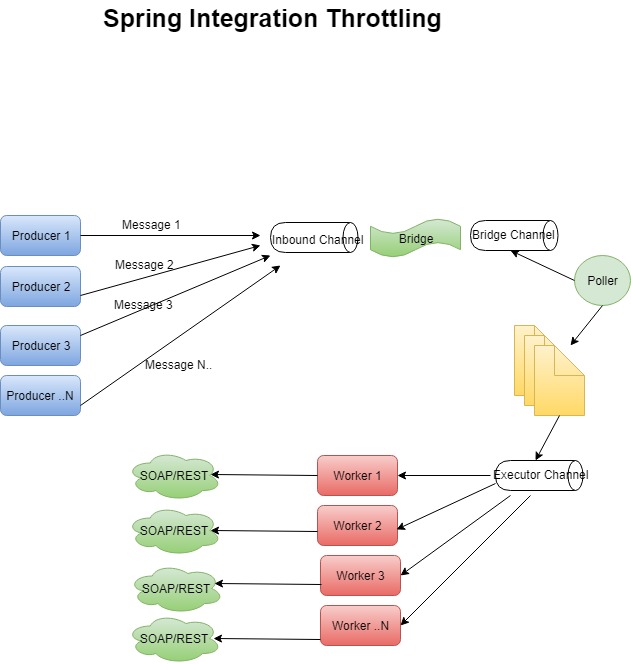 Spring Integration Throttling
Producer 1
Message 1
Inbound Channel
Bridge
Bridge Channel
Producer 2
Message 2
Poller
Producer 3
Message 3
Producer ..N
Message N..
SOAP/REST
Worker 1
Executor Channel
SOAP/REST
Worker 2
SOAP/REST
Worker 3
SOAP/REST
Worker ..N